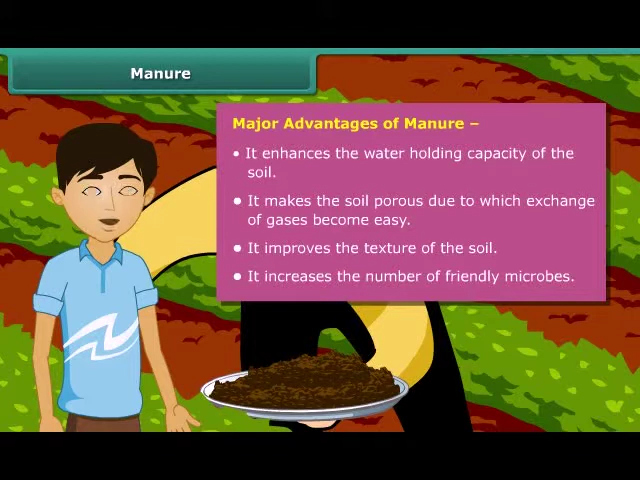 Manure
Major Advantages of Manure –
• It enhances the water holding capacity of the
soil.
• It makes the soil porous due to which exchange
of gases become easy.
• It improves the texture of the soil.
• It increases the number of friendly microbes.